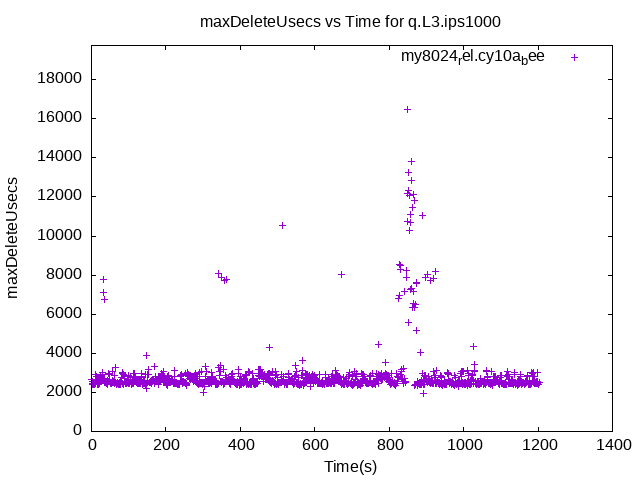 maxDeleteUsecs vs Time for q.L3.ips1000
my8024rel.cy10abee
18000
16000
14000
12000
10000
8000
6000
4000
2000
0
maxDeleteUsecs
0 200 400 600 800 1000 1200 1400
Time(s)